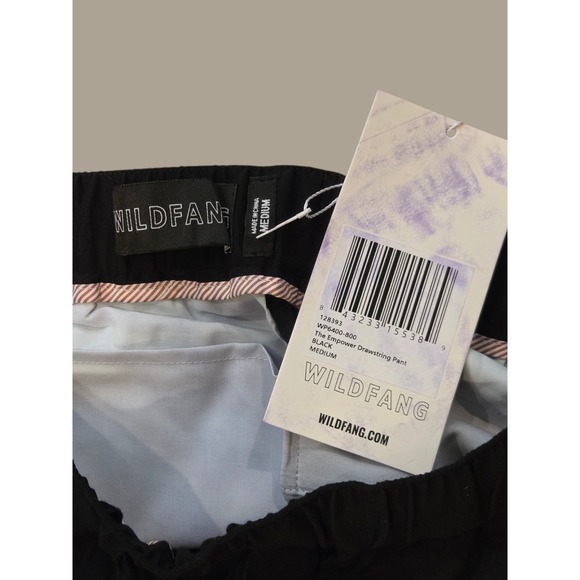 WILDFANG
MADE IN CHINA
MEDIUM
8 43233 15538 9
128393
WP6400-800
The Empower Drawstring Pant
BLACK
MEDIUM
WILDFANG
WILDFANG.COM